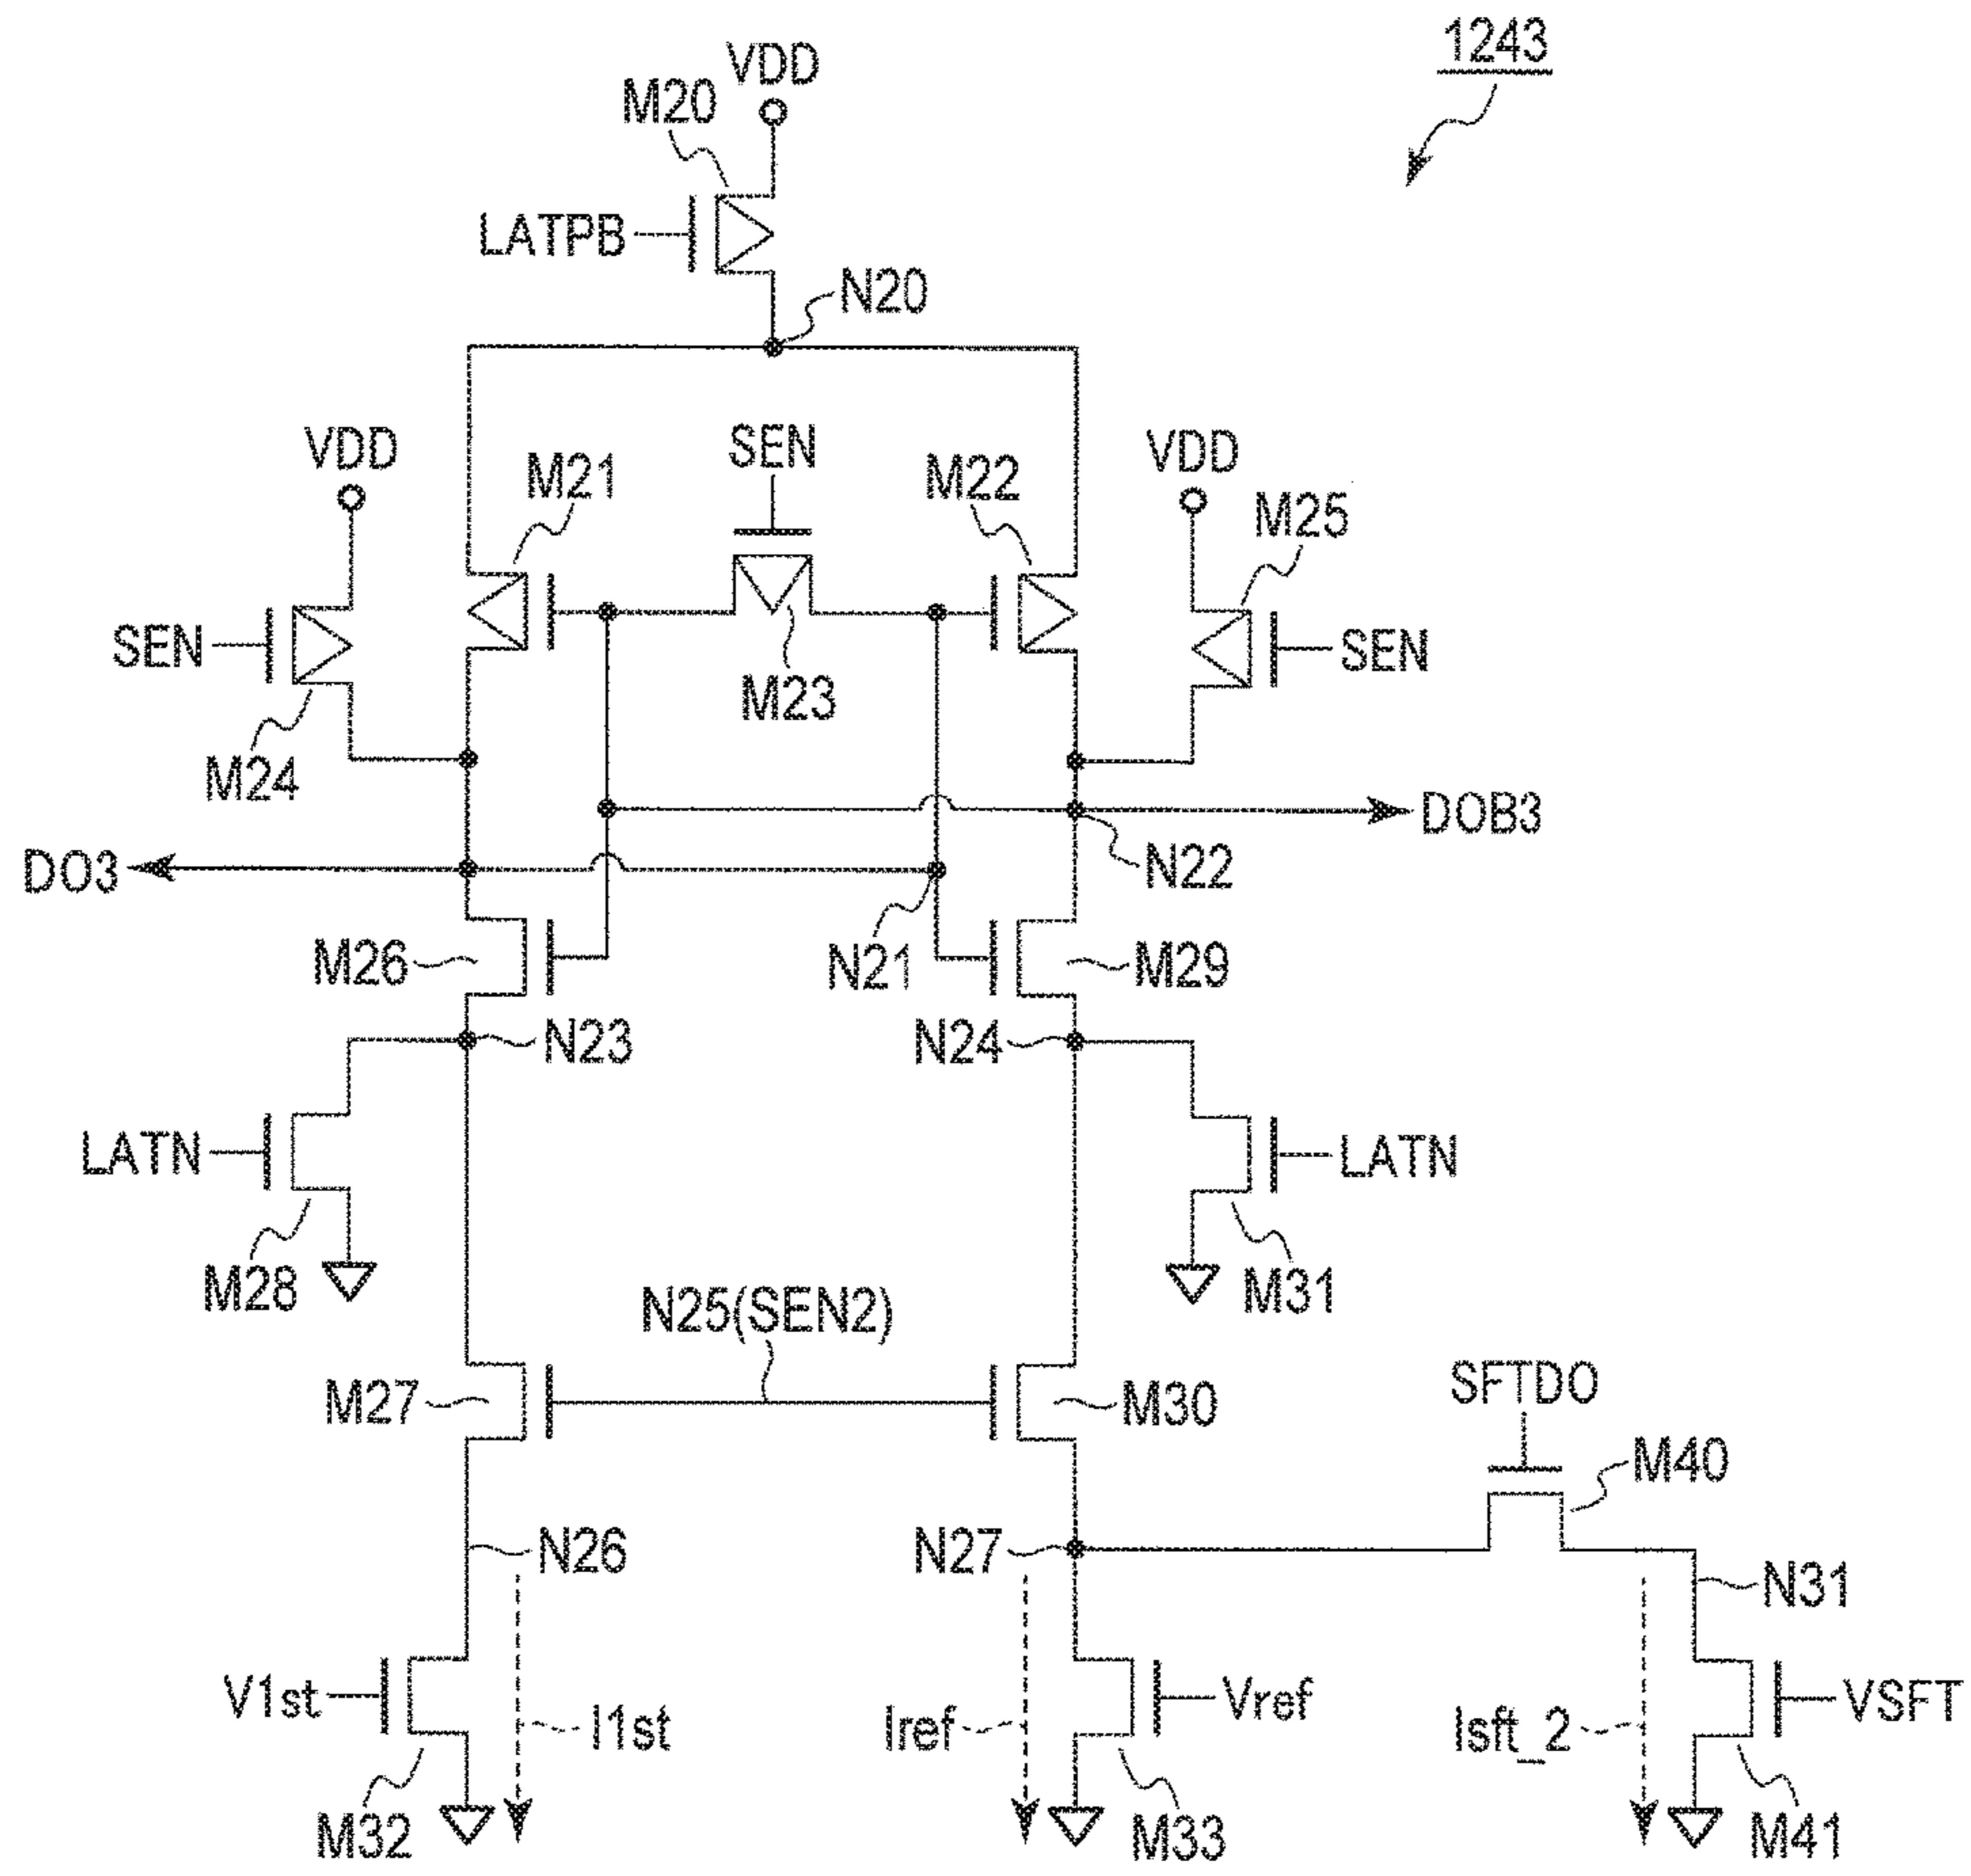 1243
VDD
M20
LATPB
N20
VDD
M21
SEN
M22
VDD
M25
SEN
M23
SEN
M24
DOB3
DO3
N22
M26
N21
M29
N23
N24
LATN
LATN
M28
M31
N25(SEN2)
M27
M30
SFTDO
M40
N26
N27
N31
V1st
I1st
Iref
Vref
Isft_2
VSFT
M32
M33
M41